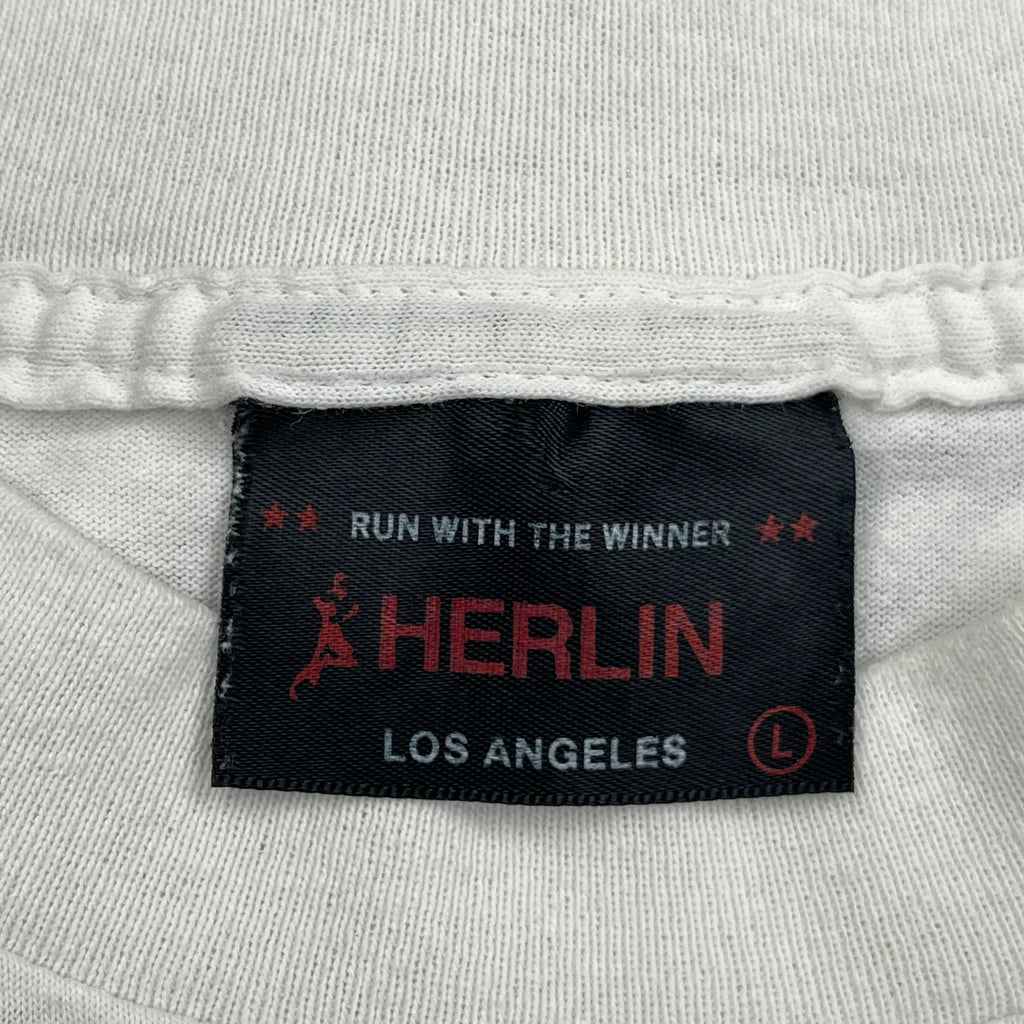 RUN WITH THE WINNER
HERLIN
LOS ANGELES
L